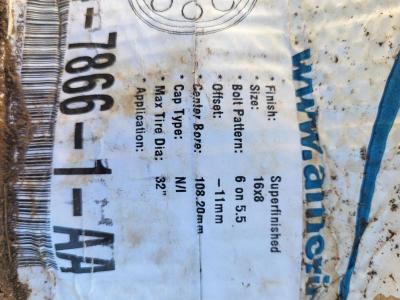 www.ameri
• Finish: Superfinished
• Size: 16x8
• Bolt Pattern: 6 on 5.5
• Offset: -11mm
• Center Bore: 108.20mm
• Cap Type: N/I
• Max Tire Dia: 32"
• Application:
-7866-1-AA